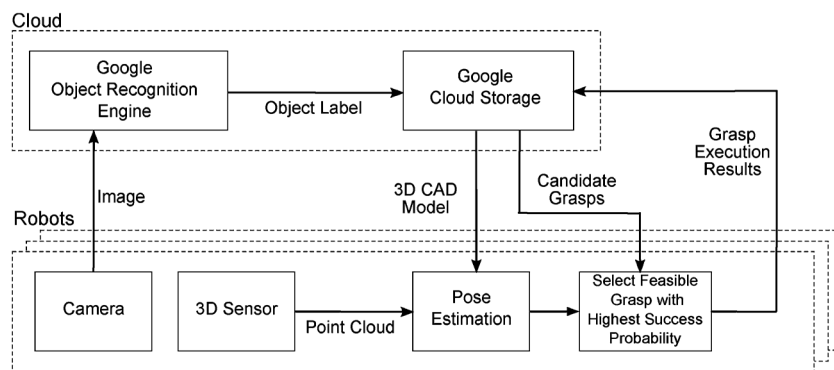 Cloud
Google
Object Recognition
Engine
Object Label
Google
Cloud Storage
Grasp
Execution
Results
Image
3D CAD
Model
Candidate
Grasps
Robots
Camera
3D Sensor
Point Cloud
Pose
Estimation
Select Feasible
Grasp with
Highest Success
Probability